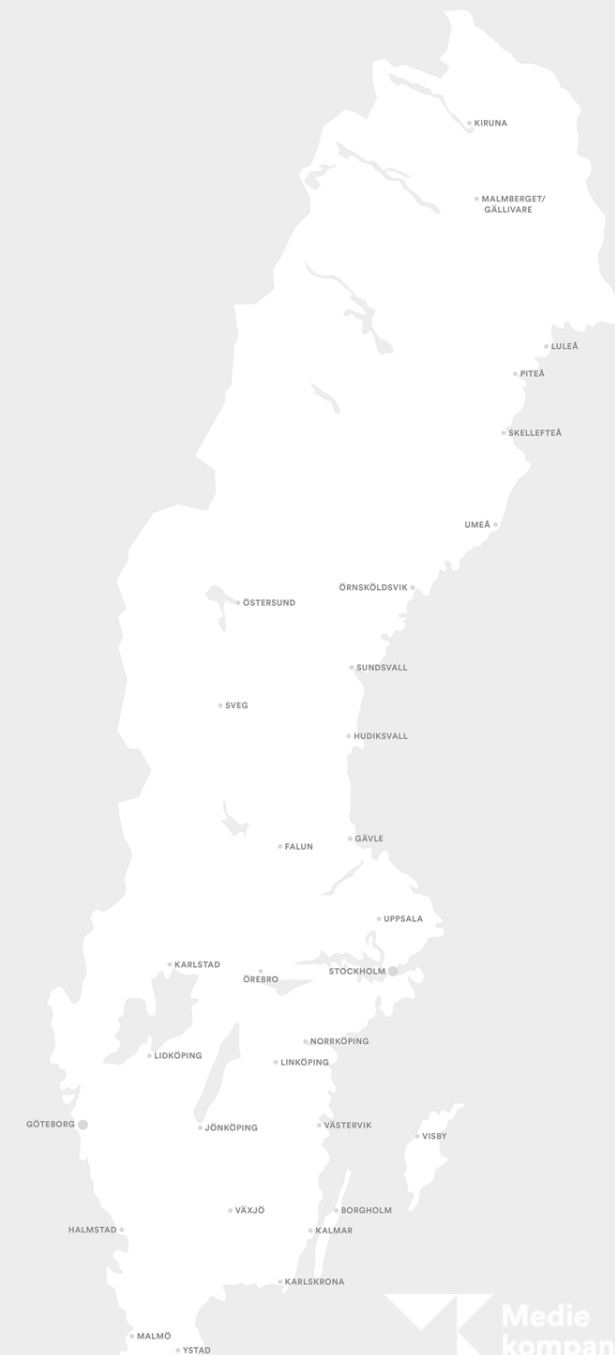 KIRUNA
MALMBERGET/
GÄLLIVARE
LULEÅ
PITEÅ
SKELLEFTEÅ
UMEÅ
ÖRNSKÖLDSVIK
ÖSTERSUND
SUNDSVALL
SVEG
HUDIKSVALL
GÄVLE
FALUN
UPPSALA
KARLSTAD
STOCKHOLM
ÖREBRO
NORRKÖPING
LIDKÖPING
LINKÖPING
GÖTEBORG
JÖNKÖPING
VÄSTERVIK
VISBY
VÄXJÖ
BORGHOLM
HALMSTAD
KALMAR
KARLSKRONA
Medie
kompan
MALMÖ
YSTAD